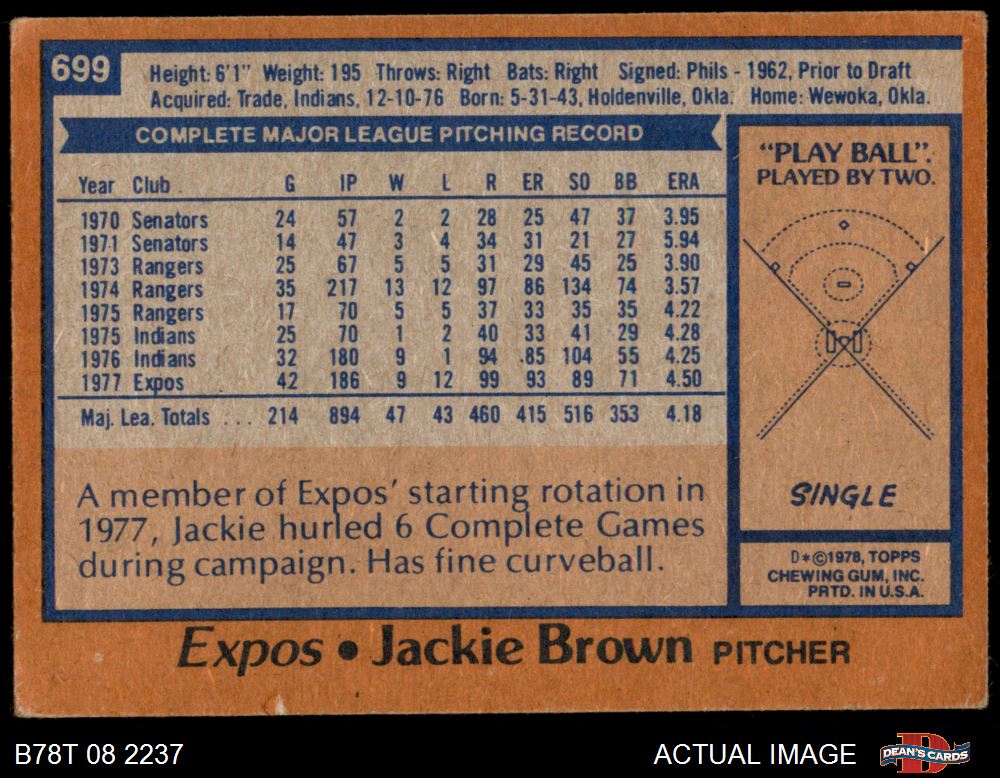 699
Height: 6'1" Weight: 195 Throws: Right Bats: Right Signed: Phils - 1962, Prior to Draft
Acquired: Trade, Indians, 12-10-76 Born: 5-31-43, Holdenville, Okla. Home: Wewoka, Okla.
COMPLETE MAJOR LEAGUE PITCHING RECORD
Year Club G IP W L R ER SO BB ERA
1970 Senators 24 57 2 2 28 25 47 37 3.95
1971 Senators 14 47 3 4 34 31 21 27 5.94
1973 Rangers 25 67 5 5 31 29 45 25 3.90
1974 Rangers 35 217 13 12 97 86 134 74 3.57
1975 Rangers 17 70 5 5 37 33 35 35 4.22
1975 Indians 25 70 1 2 40 33 41 29 4.28
1976 Indians 32 180 9 1 94 85 104 55 4.25
1977 Expos 42 186 9 12 99 93 89 71 4.50
Maj. Lea. Totals . . . 214 894 47 43 460 415 516 353 4.18
A member of Expos' starting rotation in
1977, Jackie hurled 6 Complete Games
during campaign. Has fine curveball.
"PLAY BALL".
PLAYED BY TWO.
SINGLE
D*©1978, TOPPS
CHEWING GUM, INC.
PRTD. IN U.S.A.
Expos • Jackie Brown PITCHER
B78T 08 2237
ACTUAL IMAGE
DEAN'S CARDS